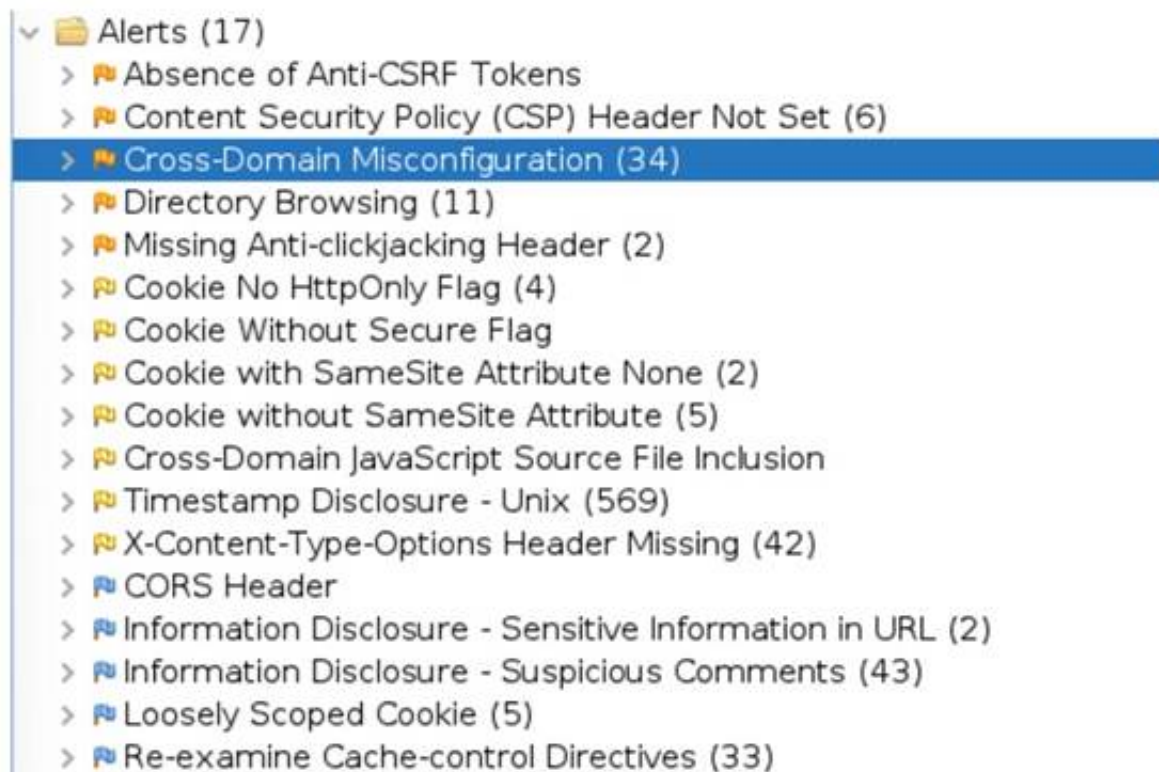 Alerts (17)
Absence of Anti-CSRF Tokens
Content Security Policy (CSP) Header Not Set (6)
Cross-Domain Misconfiguration (34)
Directory Browsing (11)
Missing Anti-clickjacking Header (2)
Cookie No HttpOnly Flag (4)
Cookie Without Secure Flag
Cookie with SameSite Attribute None (2)
Cookie without SameSite Attribute (5)
Cross-Domain JavaScript Source File Inclusion
Timestamp Disclosure - Unix (569)
X-Content-Type-Options Header Missing (42)
CORS Header
Information Disclosure - Sensitive Information in URL (2)
Information Disclosure - Suspicious Comments (43)
Loosely Scoped Cookie (5)
Re-examine Cache-control Directives (33)